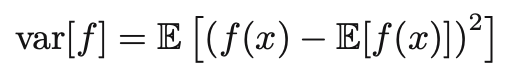 var[f] = 𝔼 [(f(x) − 𝔼[f(x)])²]